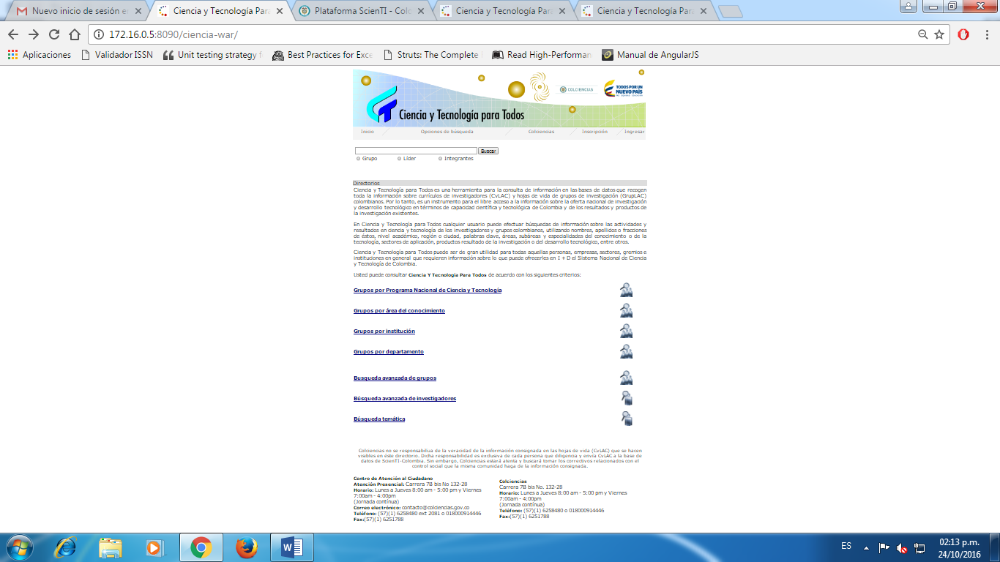 Nuevo inicio de sesión e
Ciencia y Tecnología Par
Plataforma ScienTI - Colc
Ciencia y Tecnología Par
Ciencia y Tecnología Par
172.16.0.5:8090/ciencia-war/
Aplicaciones
Validador ISSN
Unit testing strategy f
Best Practices for Exce
Struts: The Complete
Read High-Performan
Manual de AngularJS
COLCIENCIAS
TODOS POR UN
NUEVO PAÍS
Ciencia y Tecnología para Todos
Inicio
Opciones de búsqueda
Colciencias
Inscripción
Ingresar
Buscar
Grupo
Líder
Integrantes
Directorios
Ciencia y Tecnología para Todos es una herramienta para la consulta de información en las bases de datos que recogen
toda la información sobre currículos de investigadores (CvLAC) y hojas de vida de grupos de investigación (GrupLAC)
colombianos. Por lo tanto, es un instrumento para el libre acceso a la información sobre la oferta nacional de investigación
y desarrollo tecnológico en términos de capacidad científica y tecnológica de Colombia y de los resultados y productos de
la investigación existentes.
En Ciencia y Tecnología para Todos cualquier usuario puede efectuar búsquedas de información sobre las actividades y
resultados en ciencia y tecnología de los investigadores y grupos colombianos, utilizando nombres, apellidos o fracciones
de éstos, nivel académico, región o ciudad, palabras clave, áreas, subáreas y especialidades del conocimiento o de la
tecnología, sectores de aplicación, productos resultado de la investigación o del desarrollo tecnológico, entre otros.
Ciencia y Tecnología para Todos puede ser de gran utilidad para todas aquellas personas, empresas, sectores, gremios e
instituciones en general que requieren información sobre lo que puede ofrecerles en I + D el Sistema Nacional de Ciencia
y Tecnología de Colombia.
Usted puede consultar Ciencia Y Tecnología Para Todos de acuerdo con los siguientes criterios:
Grupos por Programa Nacional de Ciencia y Tecnología
Grupos por área del conocimiento
Grupos por institución
Grupos por departamento
Busqueda avanzada de grupos
Búsqueda avanzada de investigadores
Búsqueda temática
Colciencias no se responsabiliza de la veracidad de la información consignada en las hojas de vida (CvLAC) que se hacen
visibles en éste directorio. Dicha responsabilidad es exclusiva de cada persona que diligencia y envía CvLAC a la base de
datos de ScienTI-Colombia. Sin embargo, Colciencias estará atenta y buscará tomar los correctivos relacionados con el
control social que la misma comunidad haga de la información consignada.
Centro de Atención al Ciudadano
Atención Presencial: Carrera 7B bis No 132-28
Horario: Lunes a Jueves 8:00 am - 5:00 pm y Viernes
7:00am - 4:00pm
(Jornada contínua)
Correo electrónico: contacto@colciencias.gov.co
Teléfono: (57)(1) 6258480 ext 2081 o 018000914446
Fax:(57)(1) 6251788
Colciencias
Carrera 7B bis No. 132-28
Horario: Lunes a Jueves 8:00 am - 5:00 pm y Viernes
7:00am - 4:00pm
(Jornada contínua)
Teléfono: (57)(1) 6258480 o 018000914446
Fax:(57)(1) 6251788
ES
02:13 p.m.
24/10/2016